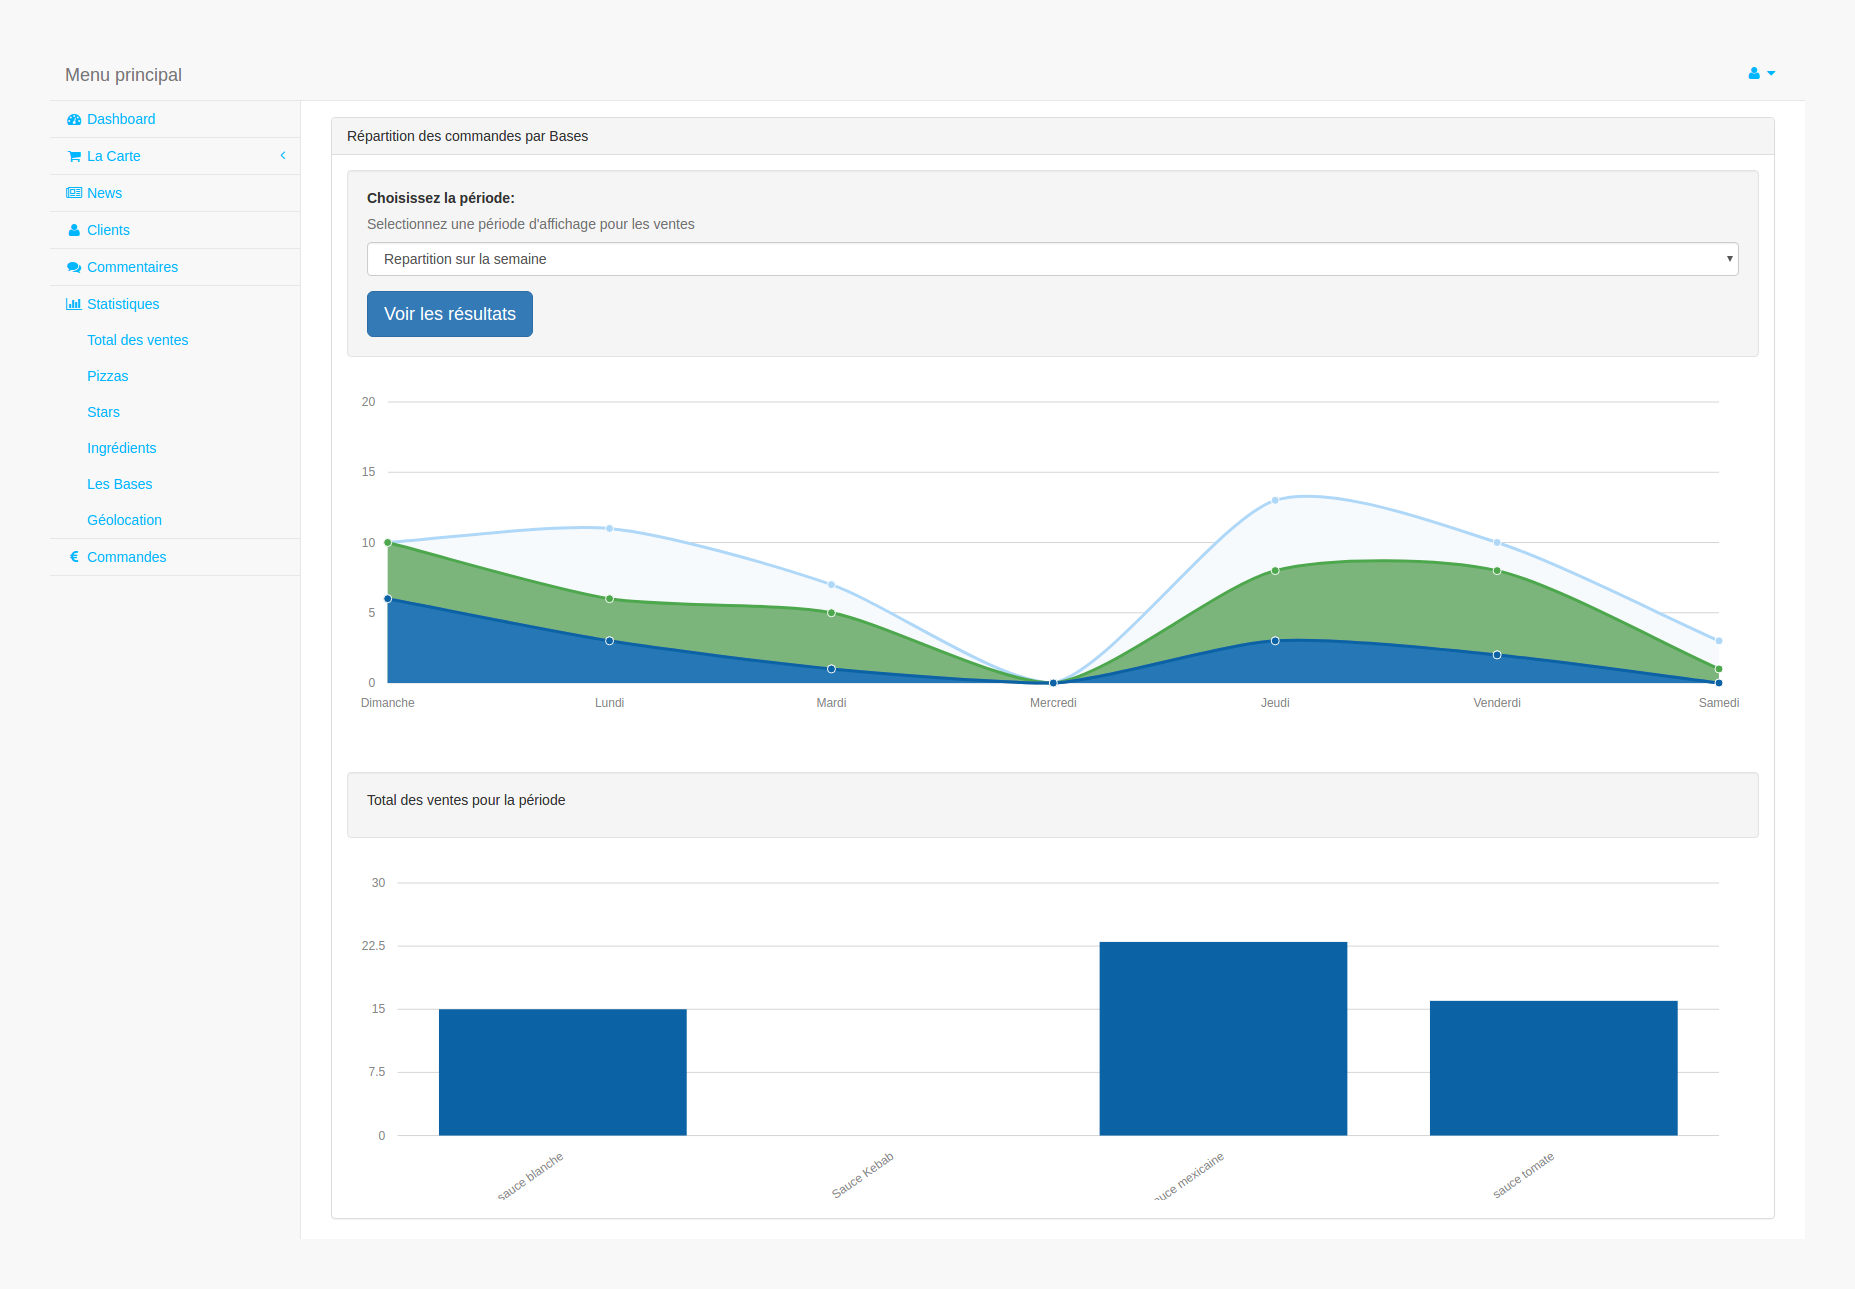 Menu principal
Dashboard
La Carte
News
Clients
Commentaires
Statistiques
Total des ventes
Pizzas
Stars
Ingrédients
Les Bases
Géolocation
Commandes
Répartition des commandes par Bases
Choisissez la période:
Selectionnez une période d'affichage pour les ventes
Repartition sur la semaine
Voir les résultats
20
15
10
5
0
Dimanche Lundi Mardi Mercredi Jeudi Venderdi Samedi
Total des ventes pour la période
30
22.5
15
7.5
0
sauce blanche Sauce Kebab auce mexicaine sauce tomate